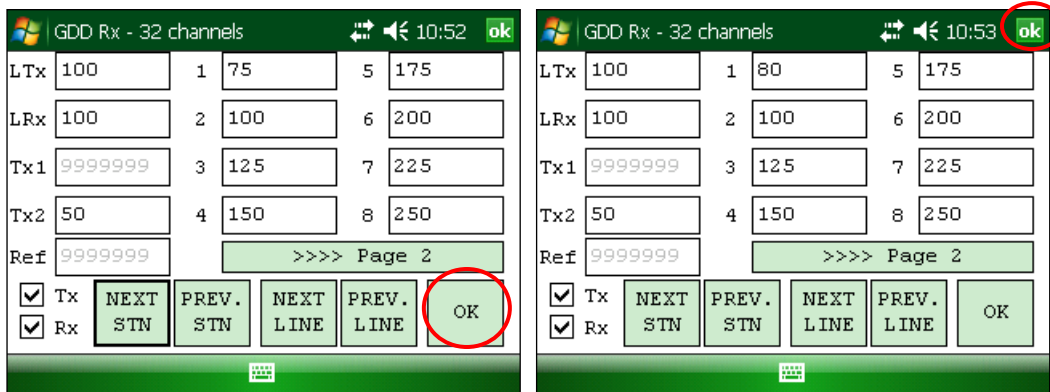 GDD Rx - 32 channels 10:52 ok
LTx 100 1 75 5 175
LRx 100 2 100 6 200
Tx1 9999999 3 125 7 225
Tx2 50 4 150 8 250
Ref 9999999 >>>> Page 2
Tx NEXT PREV. NEXT PREV. OK
Rx STN STN LINE LINE
GDD Rx - 32 channels 10:53 ok
LTx 100 1 80 5 175
LRx 100 2 100 6 200
Tx1 9999999 3 125 7 225
Tx2 50 4 150 8 250
Ref 9999999 >>>> Page 2
Tx NEXT PREV. NEXT PREV. OK
Rx STN STN LINE LINE